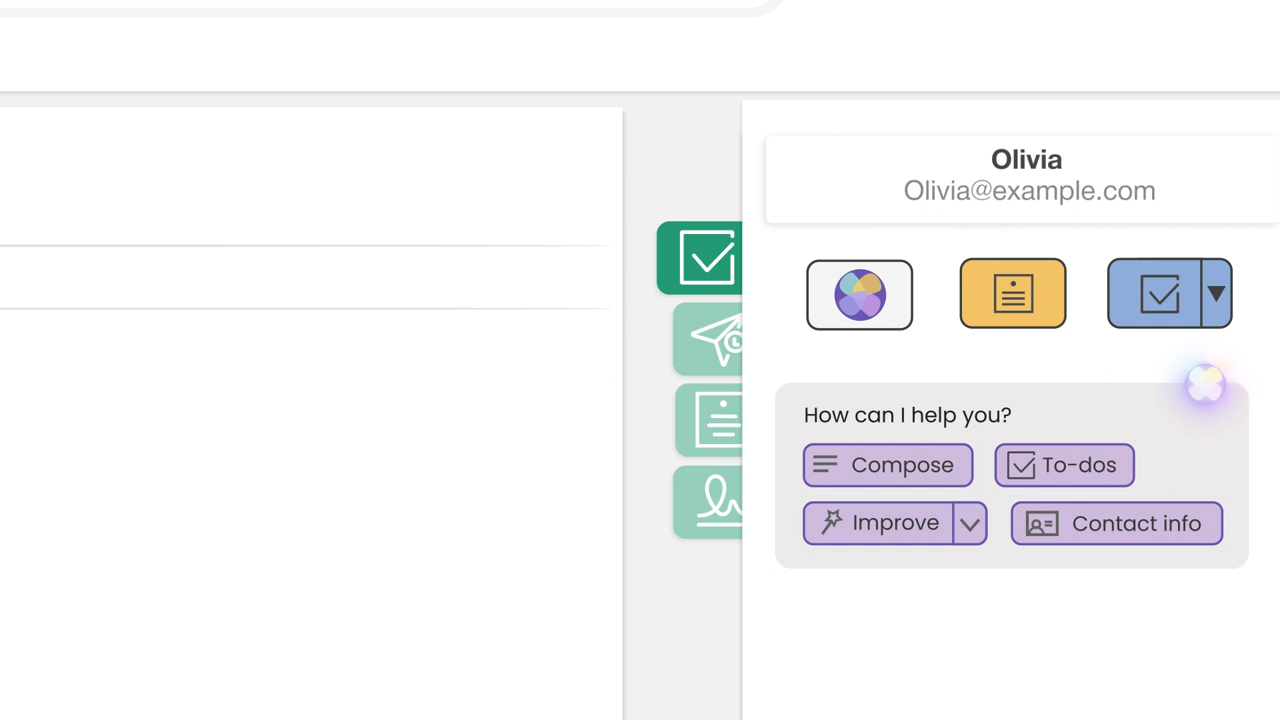 Olivia
Olivia@example.com
How can I help you?
Compose
To-dos
Improve
Contact info